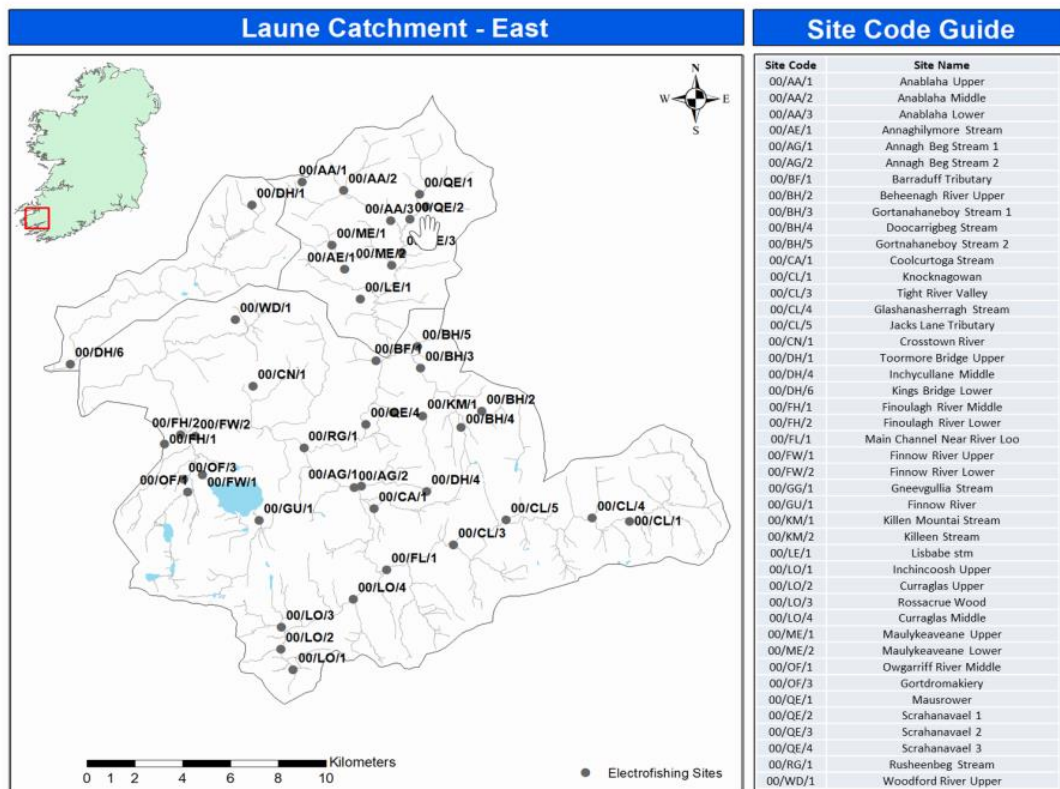 Laune Catchment - East
Site Code Guide
N
W E
S
00/AA/1
00/AA/2
00/QE/1
00/DH/1
00/AA/3
00/QE/2
00/ME/1
E/3
00/AE/1
00/ME/2
00/LE/1
00/WD/1
00/BH/5
00/DH/6
00/BF/1
00/BH/3
00/CN/1
00/BH/2
00/KM/1
00/QE/4
00/BH/4
00/FH/2
00/FW/2
00/FH/1
00/RG/1
00/OF/3
00/AG/1
00/AG/2
00/DH/4
00/OF/1
00/FW/1
00/CA/1
00/GU/1
00/CL/5
00/CL/4
00/CL/1
00/CL/3
00/FL/1
00/LO/4
00/LO/3
00/LO/2
00/LO/1
Kilometers
0 1 2 4 6 8 10
Electrofishing Sites
Site Code Site Name
00/AA/1 Anablaha Upper
00/AA/2 Anablaha Middle
00/AA/3 Anablaha Lower
00/AE/1 Annaghilymore Stream
00/AG/1 Annagh Beg Stream 1
00/AG/2 Annagh Beg Stream 2
00/BF/1 Barraduff Tributary
00/BH/2 Beheenagh River Upper
00/BH/3 Gortanahaneboy Stream 1
00/BH/4 Doocarrigbeg Stream
00/BH/5 Gortnahaneboy Stream 2
00/CA/1 Coolcurtoga Stream
00/CL/1 Knocknagowan
00/CL/3 Tight River Valley
00/CL/4 Glashanasherragh Stream
00/CL/5 Jacks Lane Tributary
00/CN/1 Crosstown River
00/DH/1 Toormore Bridge Upper
00/DH/4 Inchycullane Middle
00/DH/6 Kings Bridge Lower
00/FH/1 Finoulagh River Middle
00/FH/2 Finoulagh River Lower
00/FL/1 Main Channel Near River Loo
00/FW/1 Finnow River Upper
00/FW/2 Finnow River Lower
00/GG/1 Gneevgullia Stream
00/GU/1 Finnow River
00/KM/1 Killen Mountai Stream
00/KM/2 Killeen Stream
00/LE/1 Lisbabe stm
00/LO/1 Inchincoosh Upper
00/LO/2 Curraglas Upper
00/LO/3 Rossacrue Wood
00/LO/4 Curraglas Middle
00/ME/1 Maulykeaveane Upper
00/ME/2 Maulykeaveane Lower
00/OF/1 Owgarriff River Middle
00/OF/3 Gortdromakiery
00/QE/1 Mausrower
00/QE/2 Scrahanavael 1
00/QE/3 Scrahanavael 2
00/QE/4 Scrahanavael 3
00/RG/1 Rusheenbeg Stream
00/WD/1 Woodford River Upper